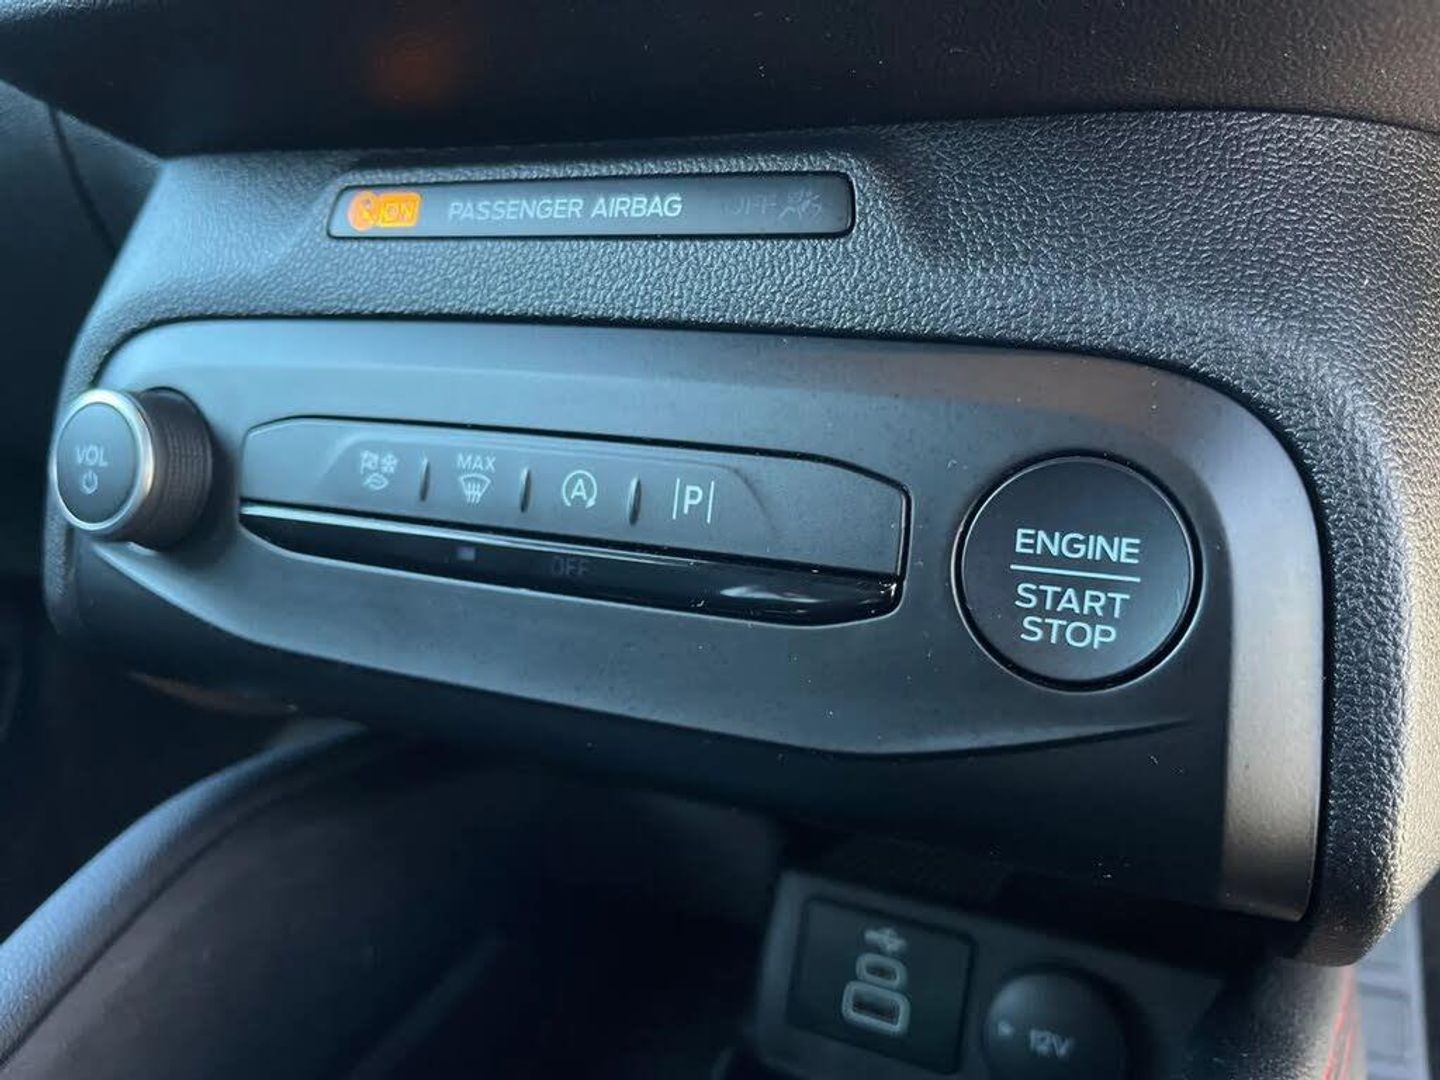 ON PASSENGER AIRBAG OFF
VOL
MAX
A
P
OFF
ENGINE
START
STOP
12V